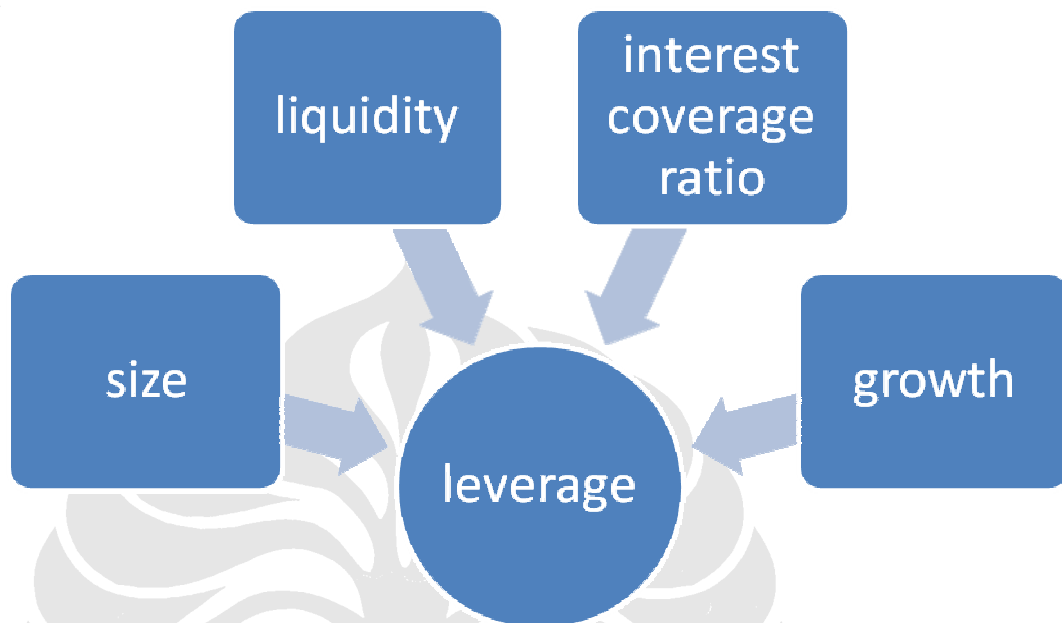 liquidity
interest
coverage
ratio
size
growth
leverage